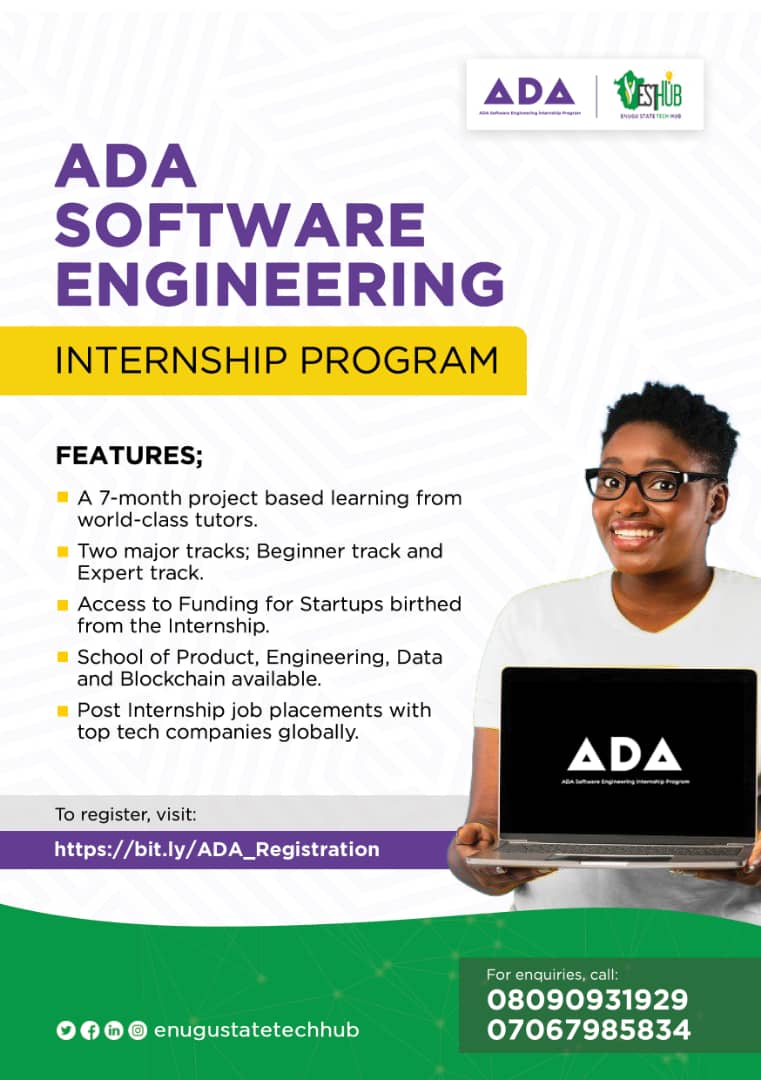 ADA
ADA Software Engineering Internship Program
YESTHUB
ENUGU STATE TECH HUB
ADA
SOFTWARE
ENGINEERING
INTERNSHIP PROGRAM
FEATURES;
A 7-month project based learning from
world-class tutors.
Two major tracks; Beginner track and
Expert track.
Access to Funding for Startups birthed
from the Internship.
School of Product, Engineering, Data
and Blockchain available.
Post Internship job placements with
top tech companies globally.
ADA
ADA Software Engineering Internship Program
To register, visit:
https://bit.ly/ADA_Registration
For enquiries, call:
08090931929
07067985834
enugustatetechhub